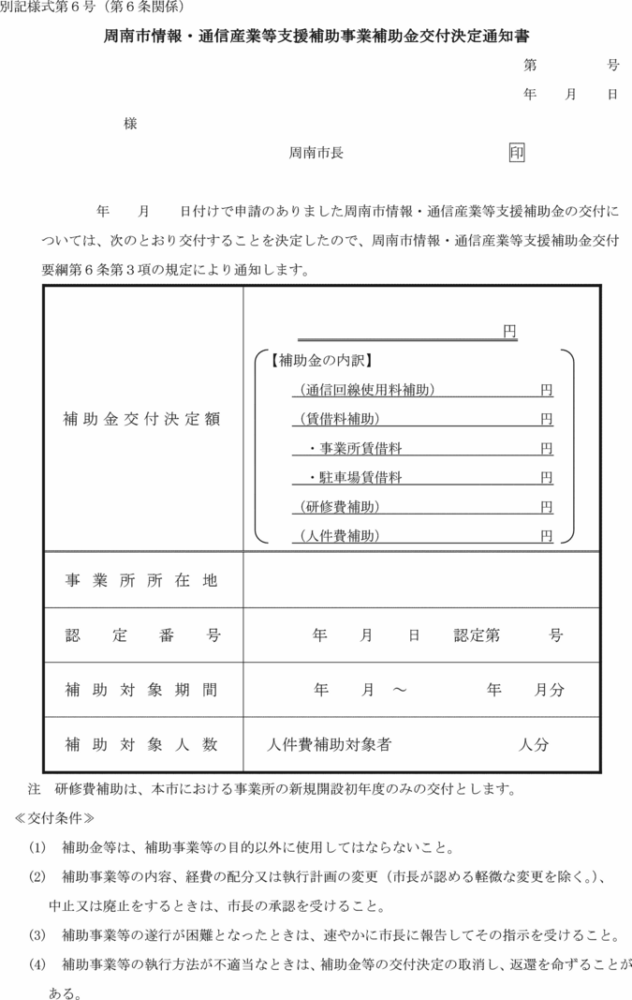 別記様式第６号（第６条関係）
周南市情報・通信産業等支援補助事業補助金交付決定通知書
第　　　　　号
年　　月　　日
様
周南市長　　　　　　　　　　　　印
年　　月　　日付けで申請のありました周南市情報・通信産業等支援補助金の交付に
ついては、次のとおり交付することを決定したので、周南市情報・通信産業等支援補助金交付
要綱第６条第３項の規定により通知します。
補助金交付決定額
円
【補助金の内訳】
（通信回線使用料補助）　　　　　　　円
（賃借料補助）　　　　　　　　　　　円
・事業所賃借料　　　　　　　　　　円
・駐車場賃借料　　　　　　　　　　円
（研修費補助）　　　　　　　　　　　円
（人件費補助）　　　　　　　　　　　円
事業所所在地
認定番号　　　　　　年　　月　　日　　認定第　　　号
補助対象期間　　　　　　年　　月　～　　　　　年　　月分
補助対象人数　　人件費補助対象者　　　　　　　　人分
注　研修費補助は、本市における事業所の新規開設初年度のみの交付とします。
≪交付条件≫
(1)　補助金等は、補助事業等の目的以外に使用してはならないこと。
(2)　補助事業等の内容、経費の配分又は執行計画の変更（市長が認める軽微な変更を除く。）、
中止又は廃止をするときは、市長の承認を受けること。
(3)　補助事業等の遂行が困難となったときは、速やかに市長に報告してその指示を受けること。
(4)　補助事業等の執行方法が不適当なときは、補助金等の交付決定の取消し、返還を命ずることが
ある。